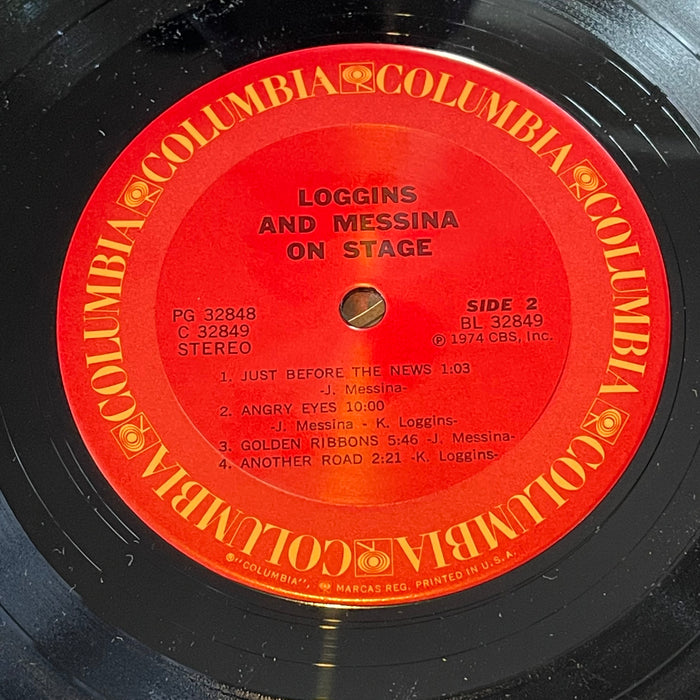 COLUMBIA COLUMBIA COLUMBIA COLUMBIA COLUMBIA COLUMBIA COLUMBIA
LOGGINS
AND MESSINA
ON STAGE
PG 32848
C 32849
STEREO
SIDE 2
BL 32849
Ⓟ 1974 CBS, Inc.
1. JUST BEFORE THE NEWS 1:03
-J. Messina-
2. ANGRY EYES 10:00
-J. Messina - K. Loggins-
3. GOLDEN RIBBONS 5:46 -J. Messina-
4. ANOTHER ROAD 2:21 -K. Loggins-
®"COLUMBIA", MARCAS REG. PRINTED IN U.S.A.